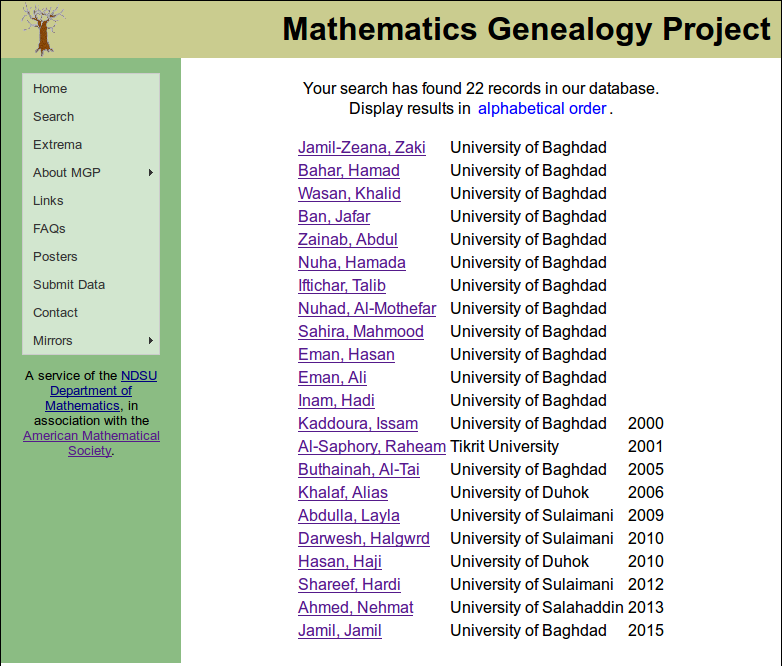 Mathematics Genealogy Project
Home
Search
Extrema
About MGP
Links
FAQs
Posters
Submit Data
Contact
Mirrors
A service of the NDSU
Department of
Mathematics, in
association with the
American Mathematical
Society.
Your search has found 22 records in our database.
Display results in alphabetical order .
Jamil-Zeana, Zaki University of Baghdad
Bahar, Hamad University of Baghdad
Wasan, Khalid University of Baghdad
Ban, Jafar University of Baghdad
Zainab, Abdul University of Baghdad
Nuha, Hamada University of Baghdad
Iftichar, Talib University of Baghdad
Nuhad, Al-Mothefar University of Baghdad
Sahira, Mahmood University of Baghdad
Eman, Hasan University of Baghdad
Eman, Ali University of Baghdad
Inam, Hadi University of Baghdad
Kaddoura, Issam University of Baghdad 2000
Al-Saphory, Raheam Tikrit University 2001
Buthainah, Al-Tai University of Baghdad 2005
Khalaf, Alias University of Duhok 2006
Abdulla, Layla University of Sulaimani 2009
Darwesh, Halgwrd University of Sulaimani 2010
Hasan, Haji University of Duhok 2010
Shareef, Hardi University of Sulaimani 2012
Ahmed, Nehmat University of Salahaddin 2013
Jamil, Jamil University of Baghdad 2015